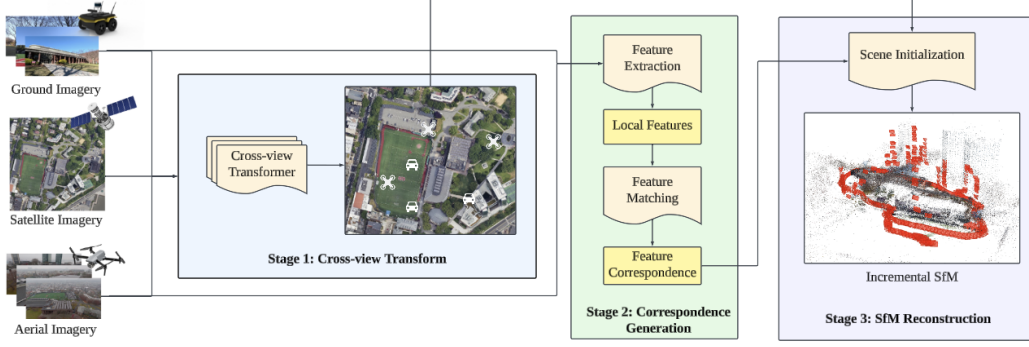 Ground Imagery
Satellite Imagery
Aerial Imagery
Cross-view
Transformer
Stage 1: Cross-view Transform
Feature
Extraction
Local Features
Feature
Matching
Feature
Correspondence
Stage 2: Correspondence
Generation
Scene Initialization
Incremental SfM
Stage 3: SfM Reconstruction